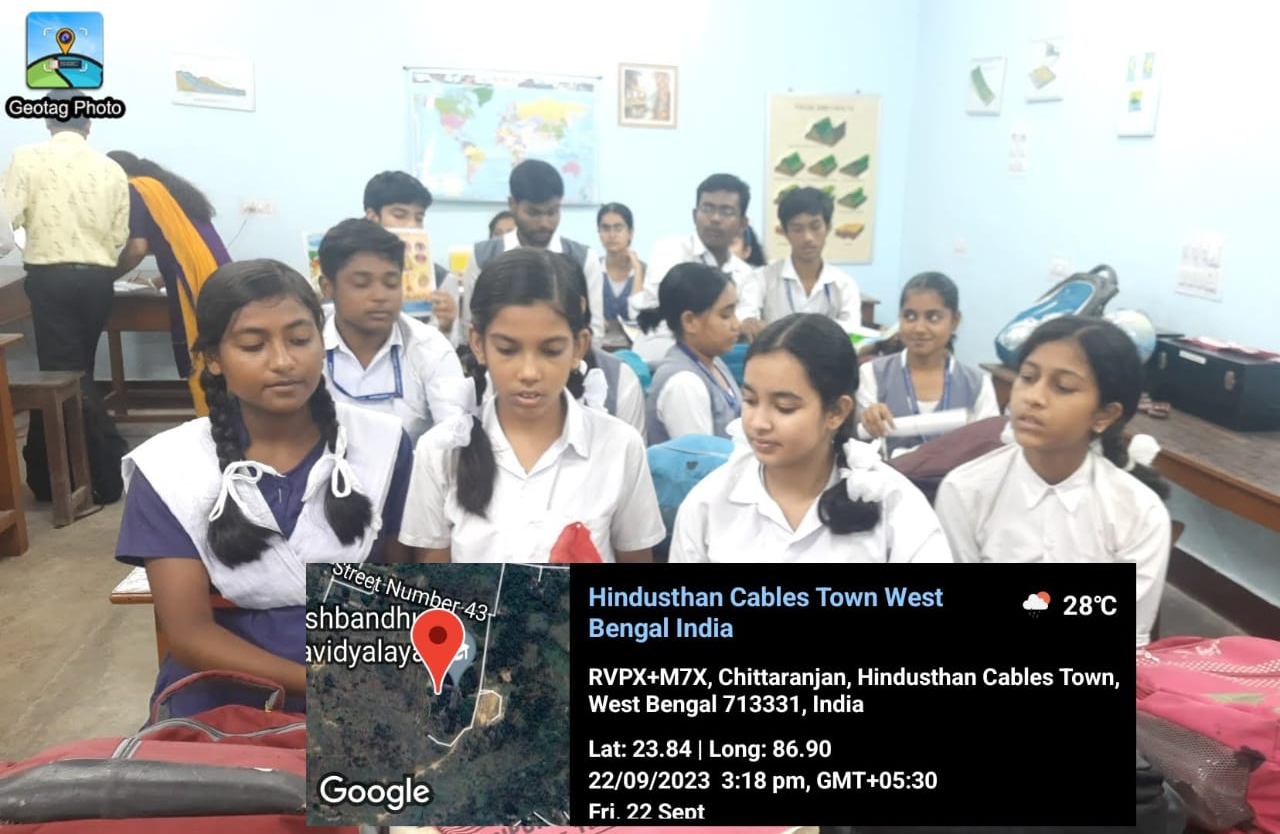 Geotag Photo
Street Number 43
shbandhu
avidyalaya
Google
Hindusthan Cables Town West
Bengal India
28°C
RVPX+M7X, Chittaranjan, Hindusthan Cables Town,
West Bengal 713331, India
Lat: 23.84 | Long: 86.90
22/09/2023 3:18 pm, GMT+05:30
Fri, 22 Sept